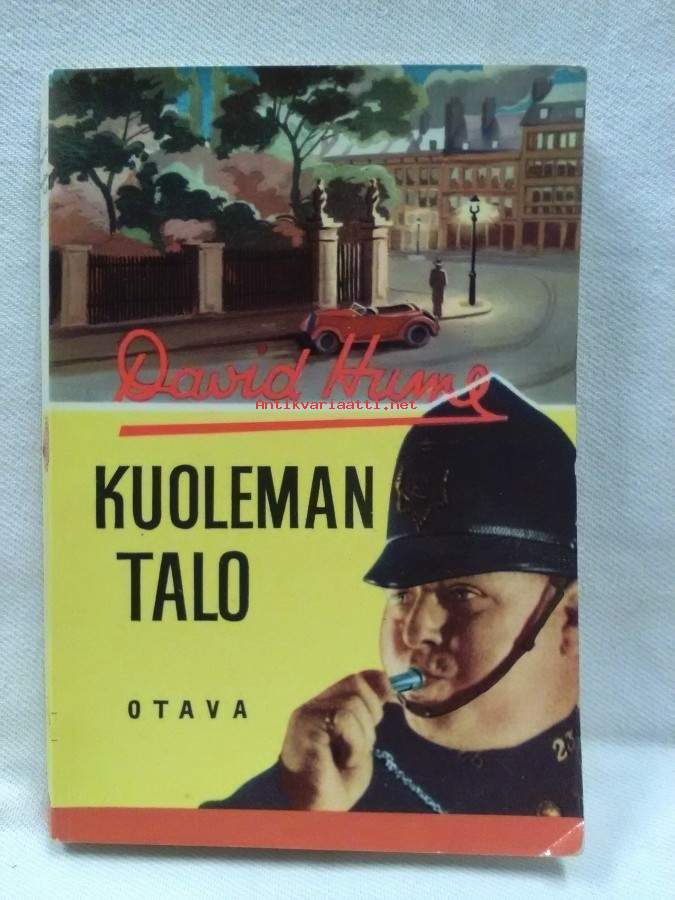 David Hume
Antikvariaatti.net
KUOLEMAN
TALO
OTAVA